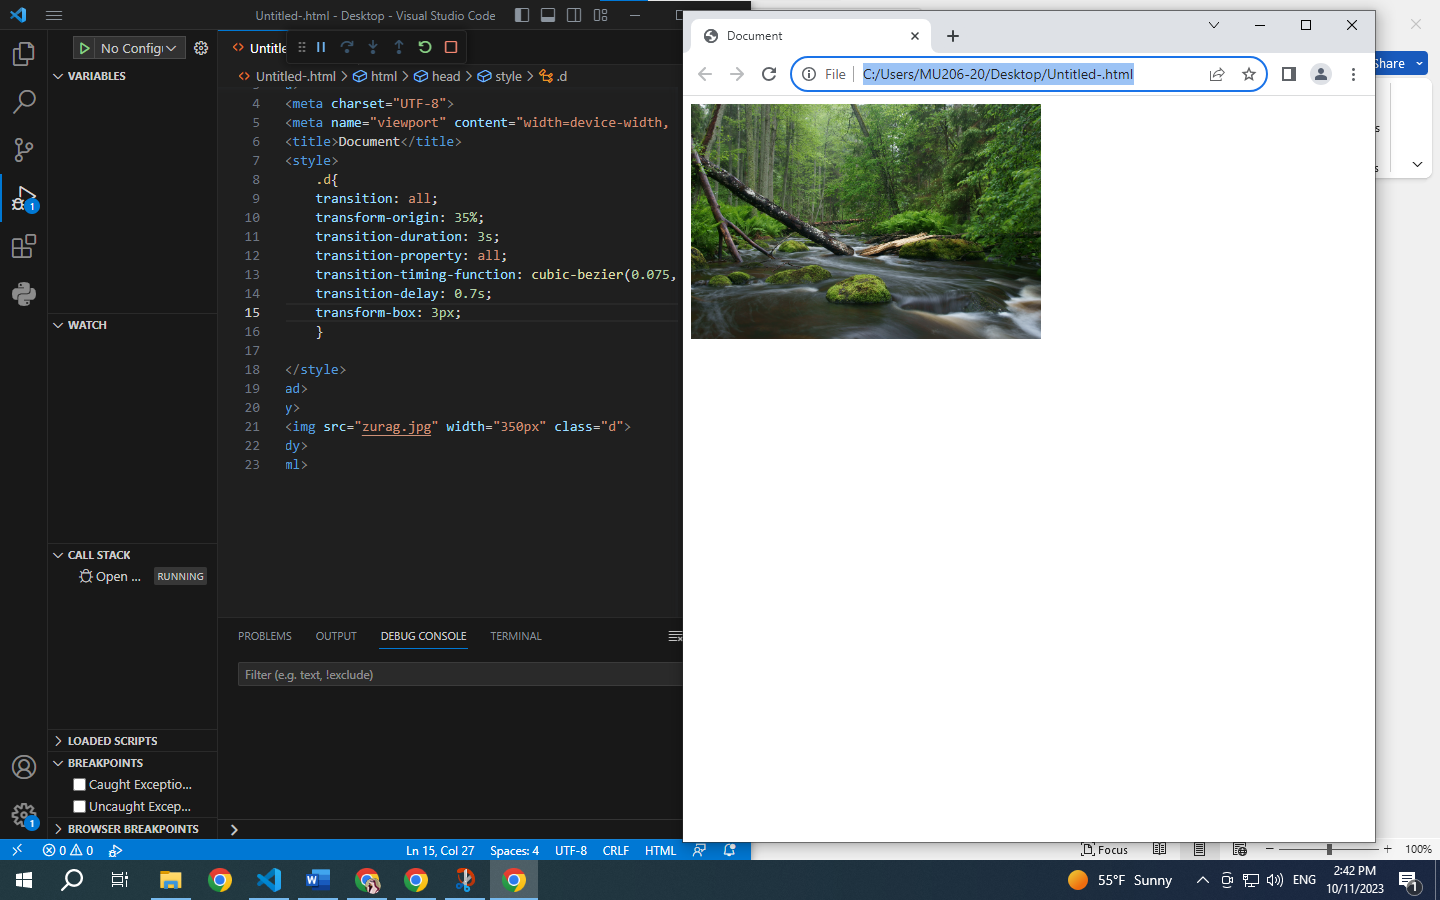 Untitled-.html - Desktop - Visual Studio Code
No Config
VARIABLES
WATCH
CALL STACK
Open ...
RUNNING
LOADED SCRIPTS
BREAKPOINTS
Caught Exceptio...
Uncaught Excep...
BROWSER BREAKPOINTS
Untitle
Untitled-.html > html > head > style > .d
4 <meta charset="UTF-8">
5 <meta name="viewport" content="width=device-width,
6 <title>Document</title>
7 <style>
8 .d{
9 transition: all;
10 transform-origin: 35%;
11 transition-duration: 3s;
12 transition-property: all;
13 transition-timing-function: cubic-bezier(0.075,
14 transition-delay: 0.7s;
15 transform-box: 3px;
16 }
17
18 </style>
19 ad>
20 y>
21 <img src="zurag.jpg" width="350px" class="d">
22 dy>
23 ml>
PROBLEMS OUTPUT DEBUG CONSOLE TERMINAL
Filter (e.g. text, !exclude)
1
1
0 0
Ln 15, Col 27 Spaces: 4 UTF-8 CRLF HTML
Document
File C:/Users/MU206-20/Desktop/Untitled-.html
Share
s
s
Focus
100%
55°F Sunny
ENG
2:42 PM
10/11/2023
1